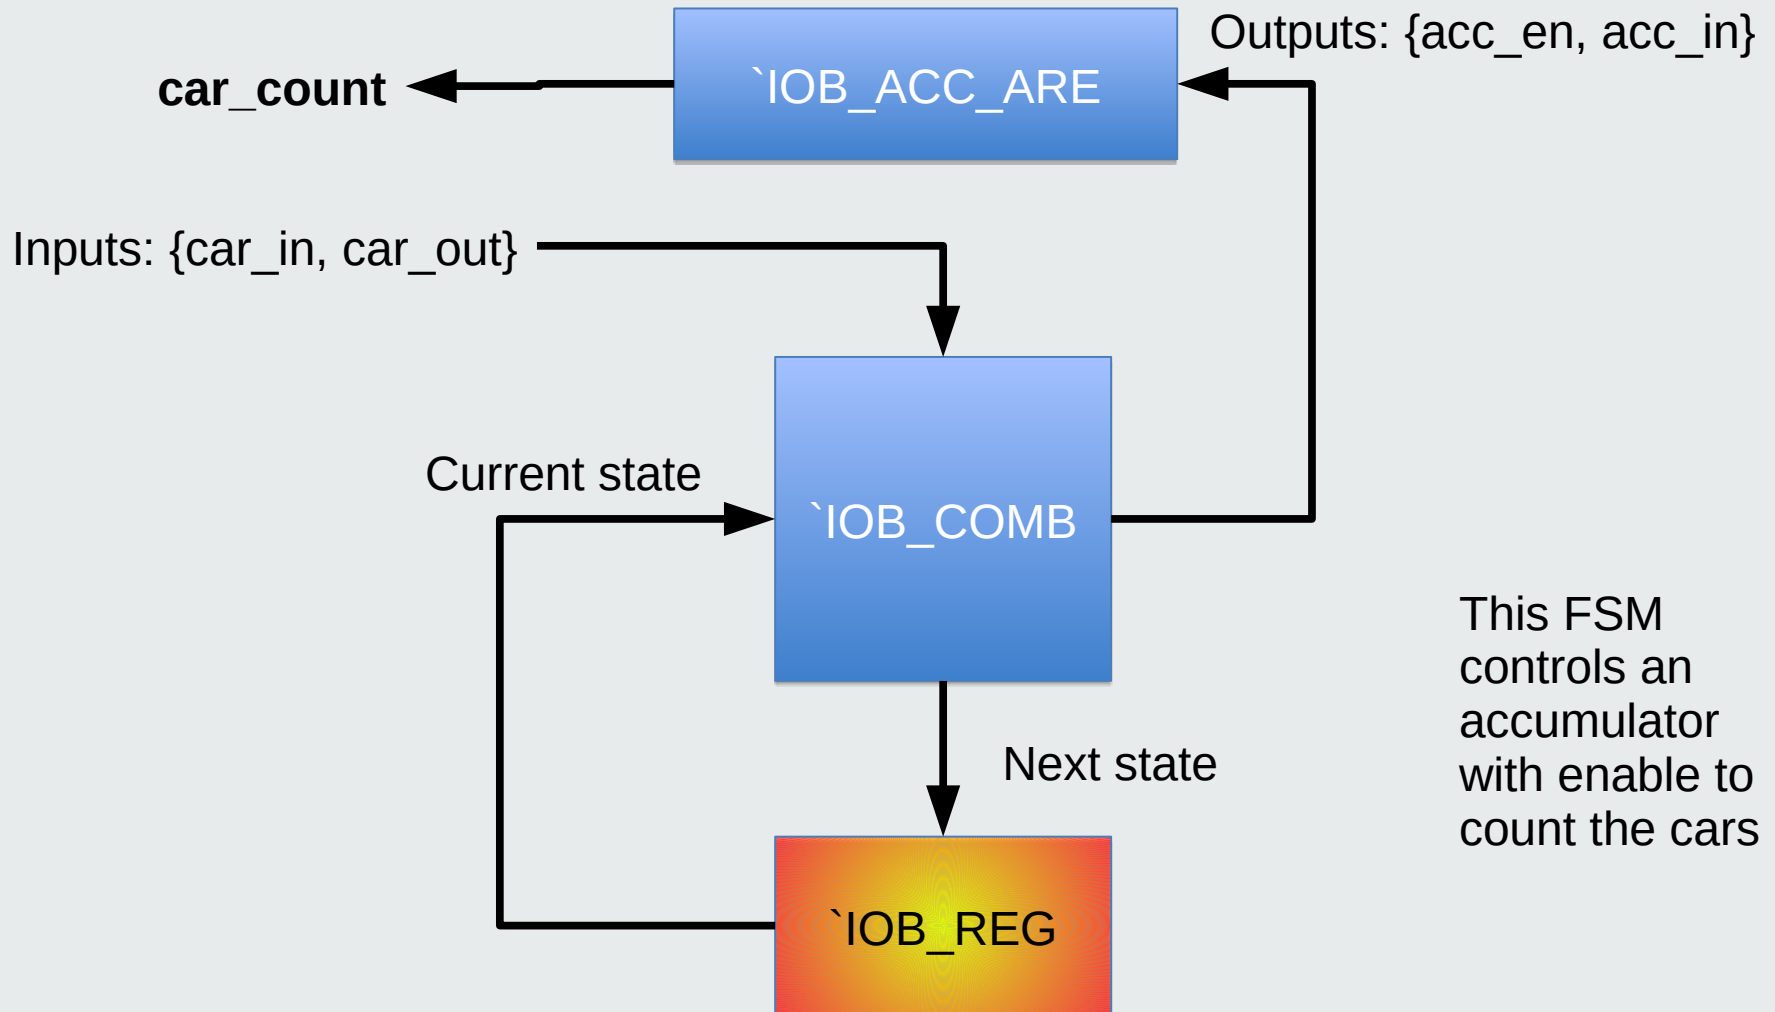 Outputs: {acc_en, acc_in}
car_count
`IOB_ACC_ARE
Inputs: {car_in, car_out}
Current state
`IOB_COMB
This FSM
controls an
accumulator
with enable to
count the cars
Next state
`IOB_REG